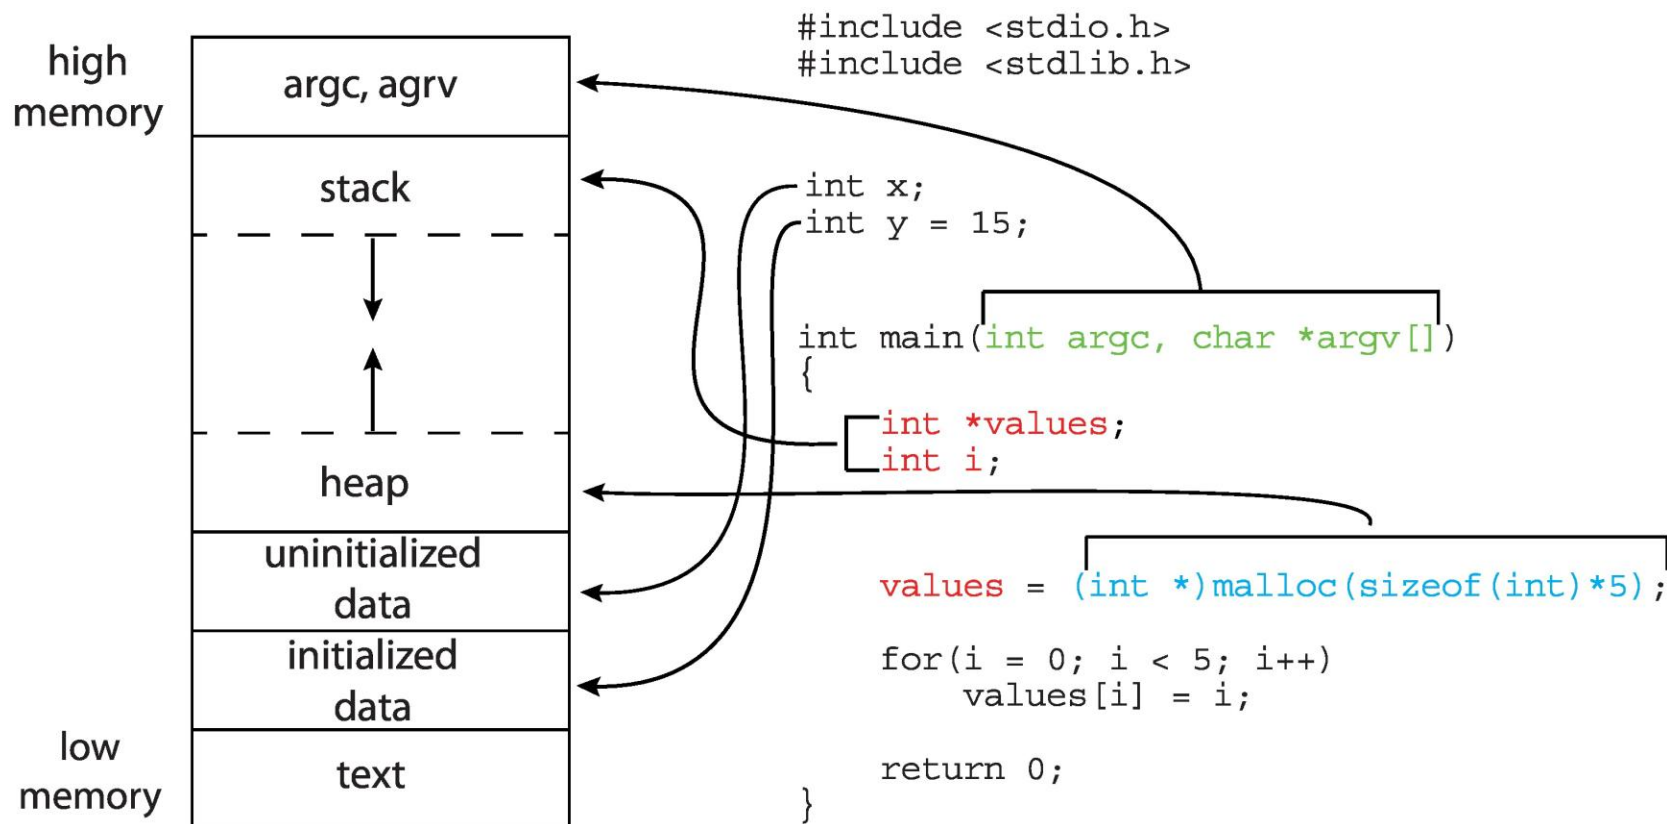 high
memory
argc, agrv
stack
heap
uninitialized
data
initialized
data
low
memory
text
#include <stdio.h>
#include <stdlib.h>
int x;
int y = 15;
int main(int argc, char *argv[])
{
int *values;
int i;
values = (int *)malloc(sizeof(int)*5);
for(i = 0; i < 5; i++)
values[i] = i;
return 0;
}